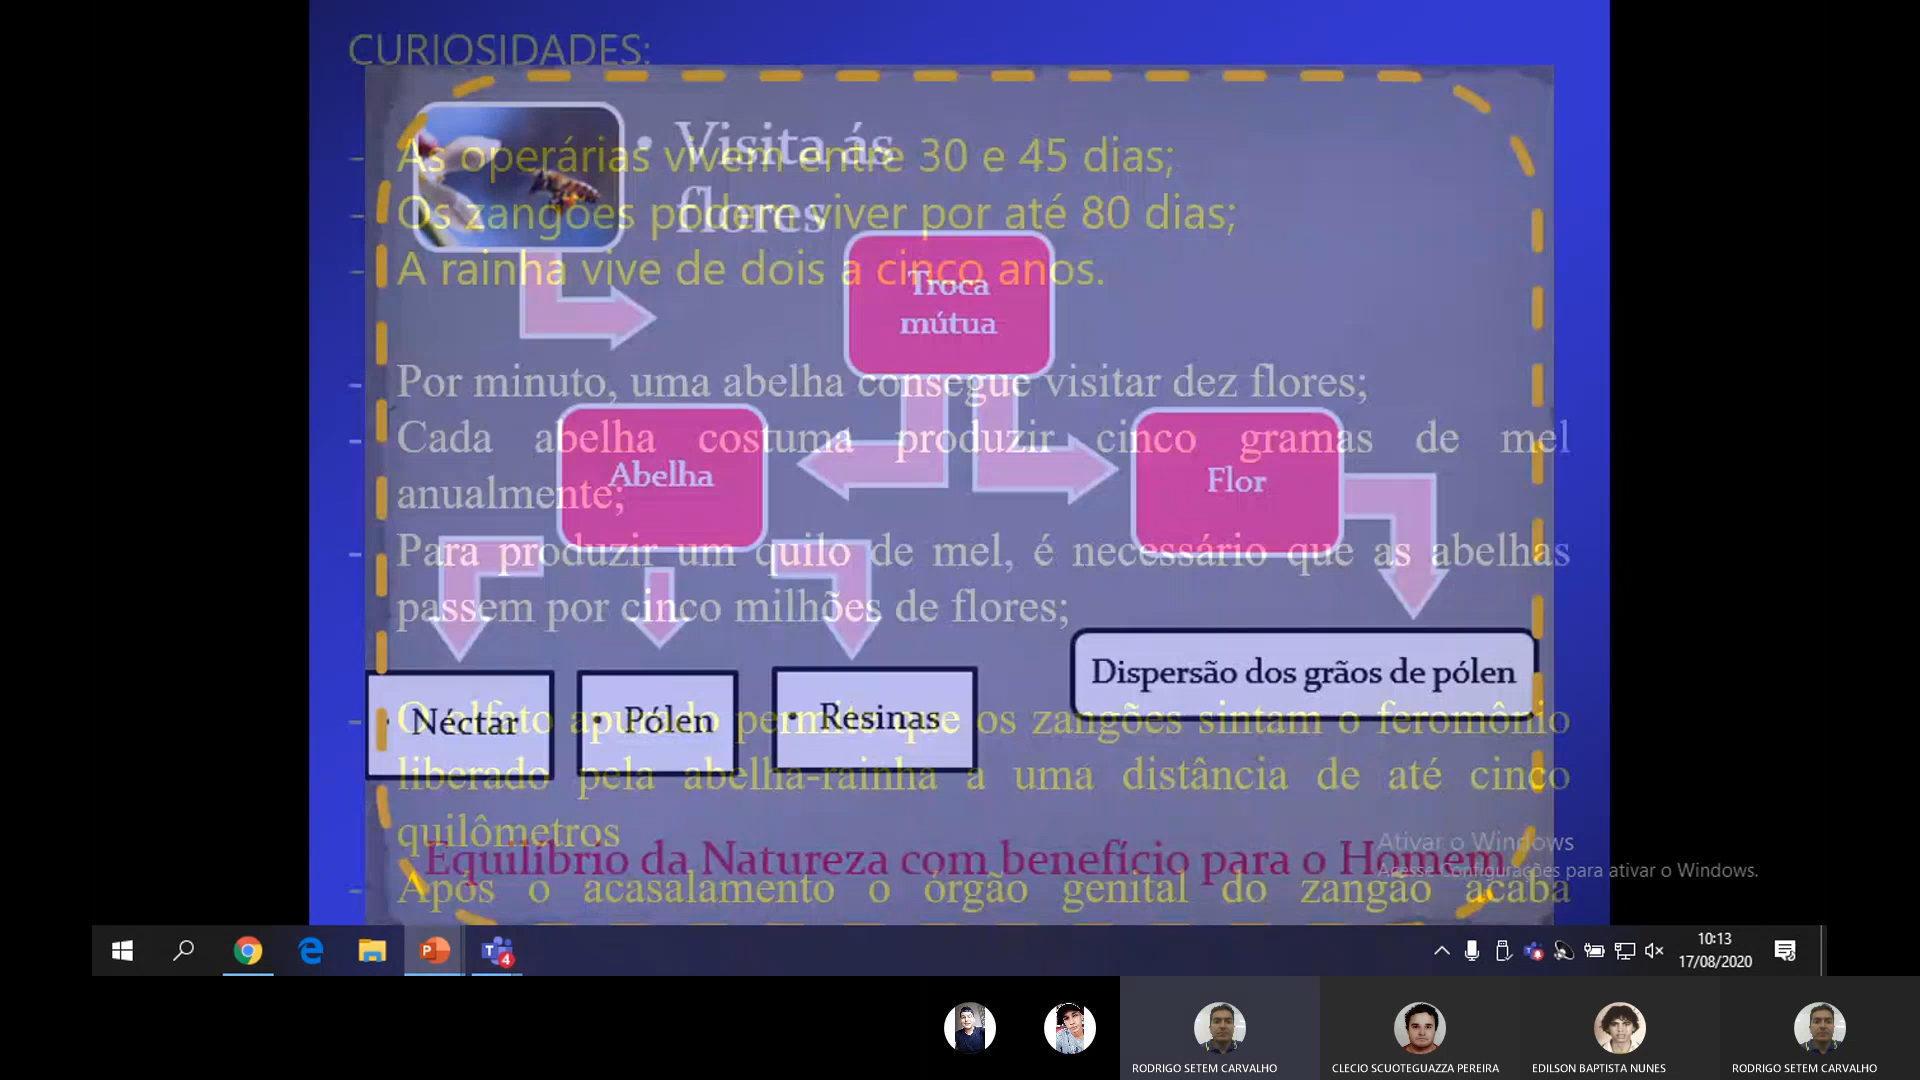 CURIOSIDADES:
- As operárias vivem entre 30 e 45 dias;
- Os zangões podem viver por até 80 dias;
- A rainha vive de dois a cinco anos.
- Por minuto, uma abelha consegue visitar dez flores;
- Cada abelha costuma produzir cinco gramas de mel
anualmente;
- Para produzir um quilo de mel, é necessário que as abelhas
passem por cinco milhões de flores;
- O olfato apurado permite que os zangões sintam o feromônio
liberado pela abelha-rainha a uma distância de até cinco
quilômetros
- Após o acasalamento o órgão genital do zangão acaba
• Visita ás
flores
Troca
mútua
Abelha
Flor
• Néctar
• Pólen
• Resinas
Dispersão dos grãos de pólen
Equilíbrio da Natureza com benefício para o Homem
Ativar o Windows
Acesse Configurações para ativar o Windows.
4
10:13
17/08/2020
RODRIGO SETEM CARVALHO
CLECIO SCUOTEGUAZZA PEREIRA
EDILSON BAPTISTA NUNES
RODRIGO SETEM CARVALHO